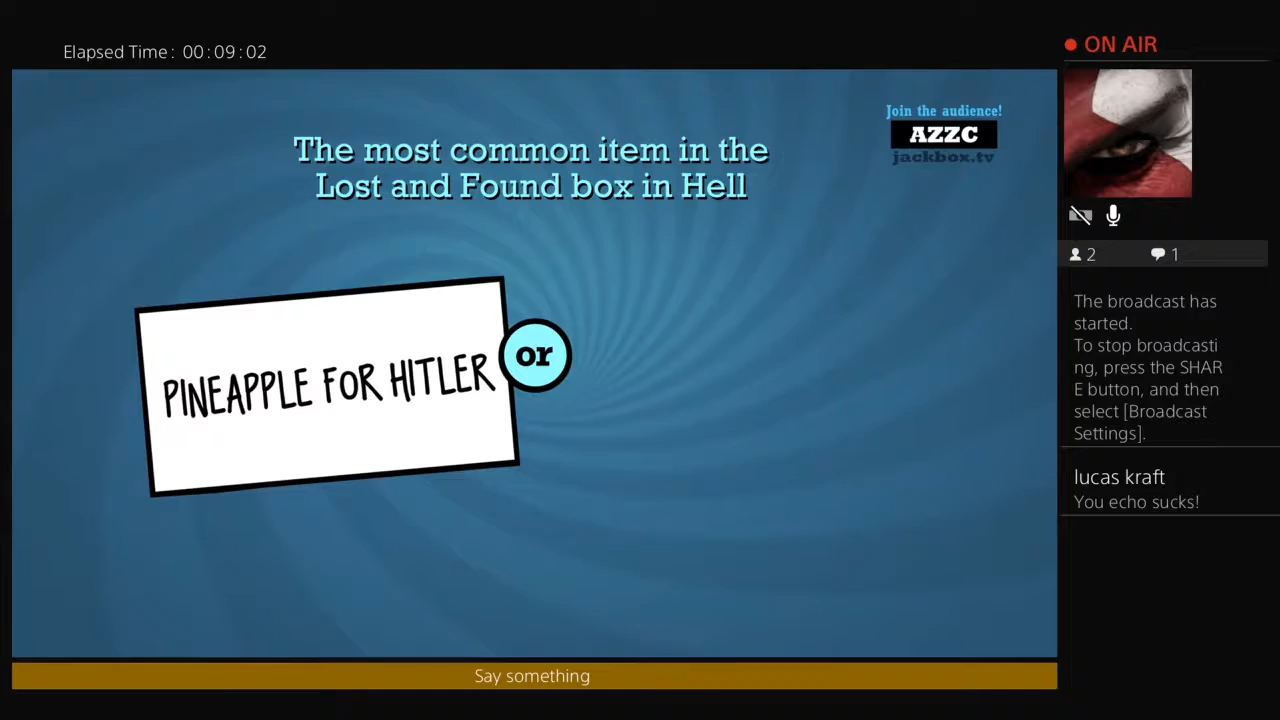 Elapsed Time: 00:09:02
ON AIR
Join the audience!
AZZC
jackbox.tv
The most common item in the
Lost and Found box in Hell
PINEAPPLE FOR HITLER
or
2
1
The broadcast has
started.
To stop broadcasti
ng, press the SHAR
E button, and then
select [Broadcast
Settings].
lucas kraft
You echo sucks!
Say something